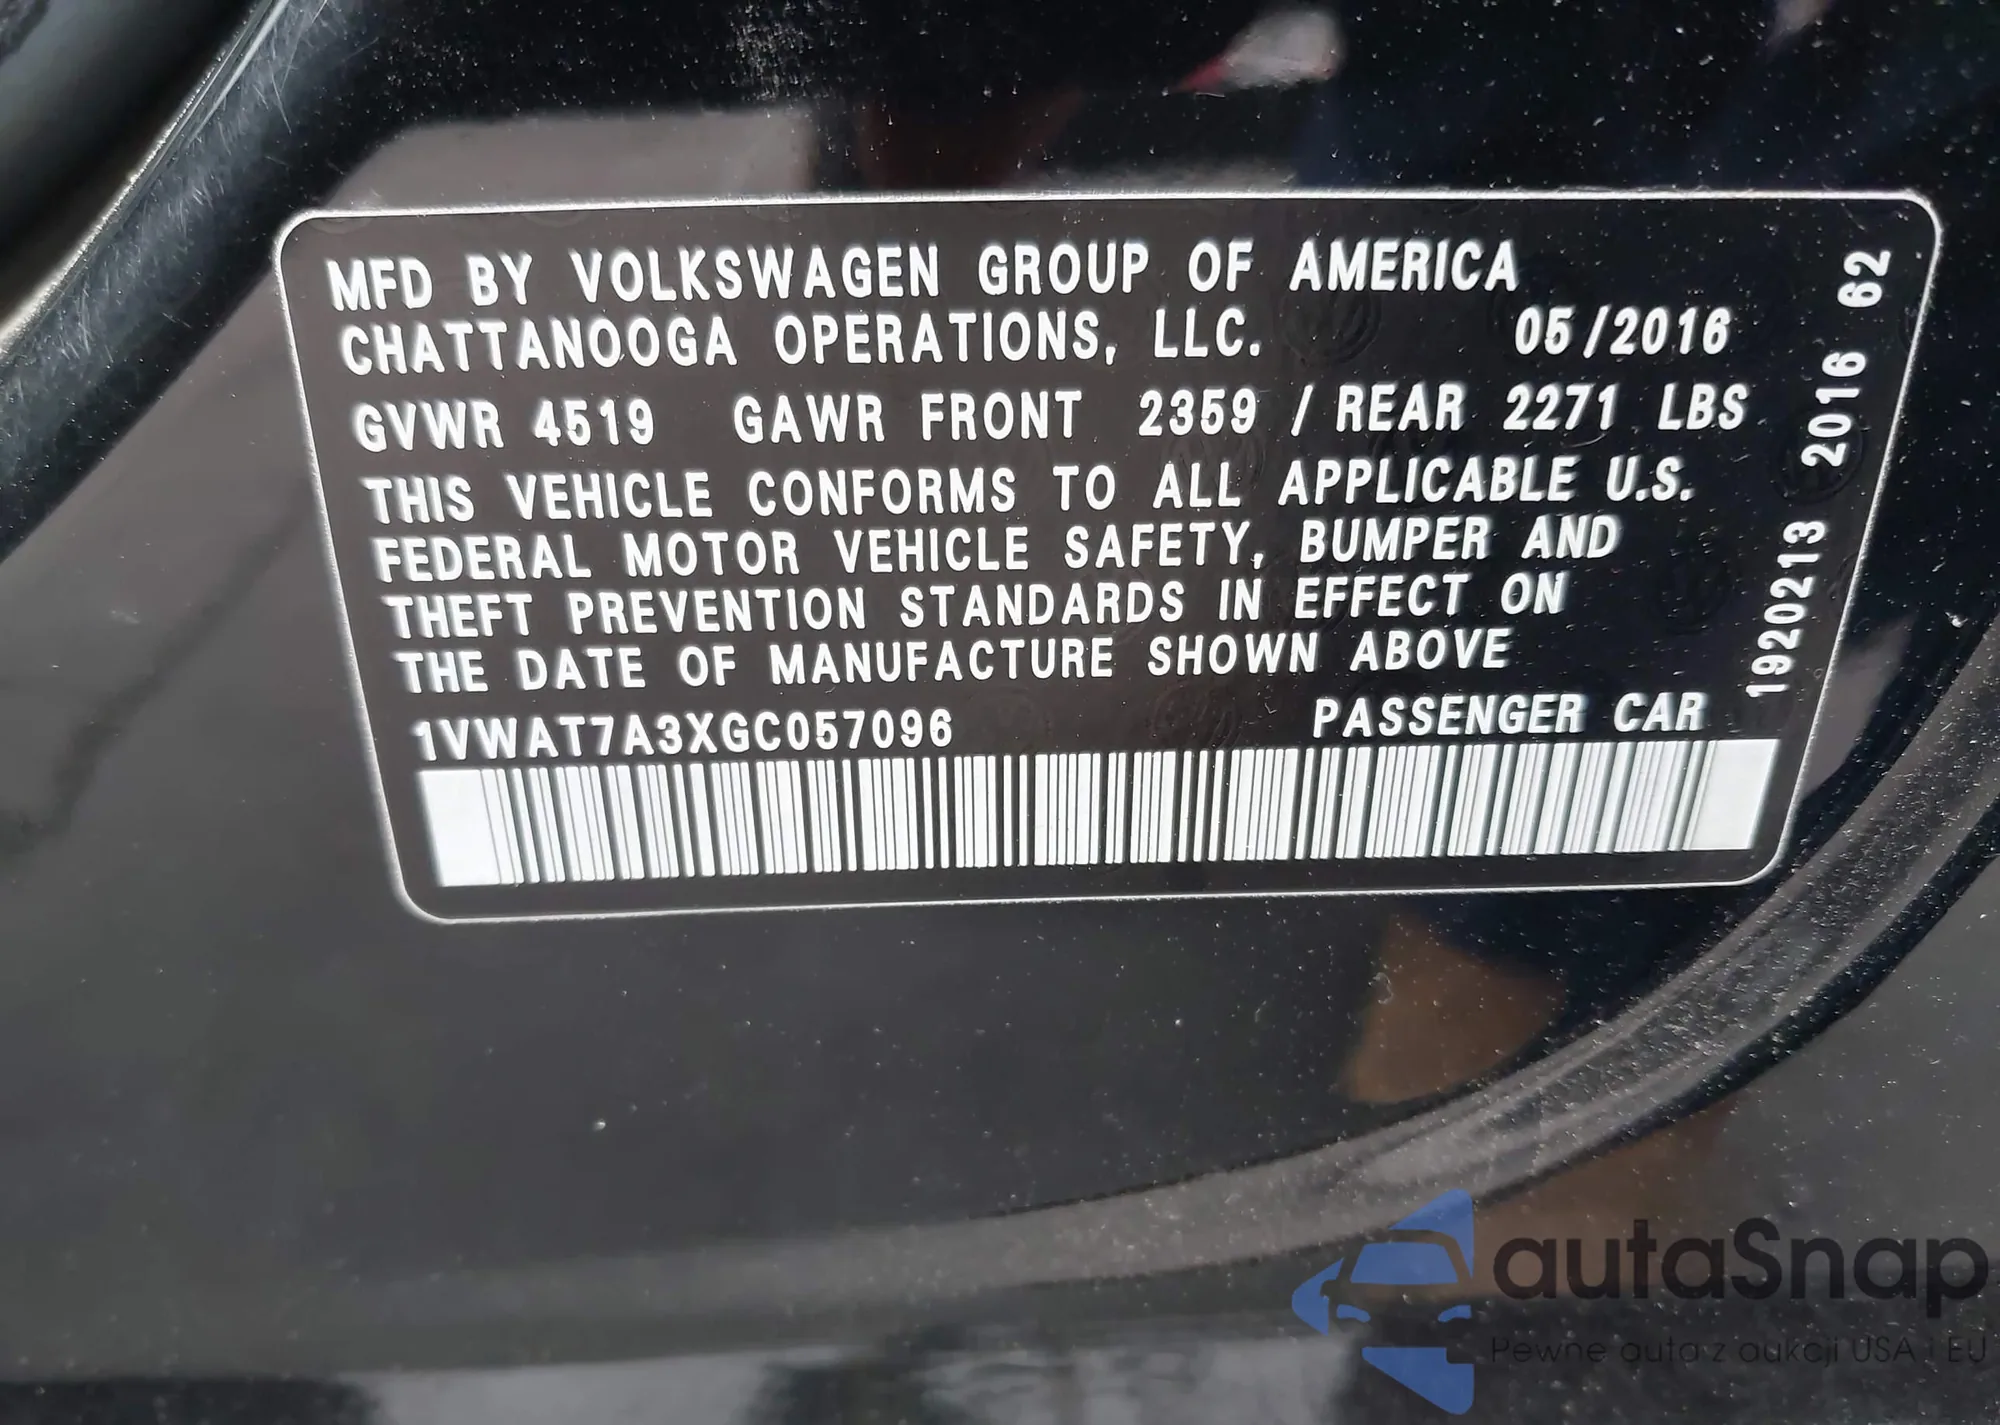 MFD BY VOLKSWAGEN GROUP OF AMERICA
CHATTANOOGA OPERATIONS, LLC. 05/2016
GVWR 4519 GAWR FRONT 2359 / REAR 2271 LBS
THIS VEHICLE CONFORMS TO ALL APPLICABLE U.S.
FEDERAL MOTOR VEHICLE SAFETY, BUMPER AND
THEFT PREVENTION STANDARDS IN EFFECT ON
THE DATE OF MANUFACTURE SHOWN ABOVE
1VWAT7A3XGC057096 PASSENGER CAR
1920213 2016 62
autaSnap
Pewne auta z aukcji USA i EU